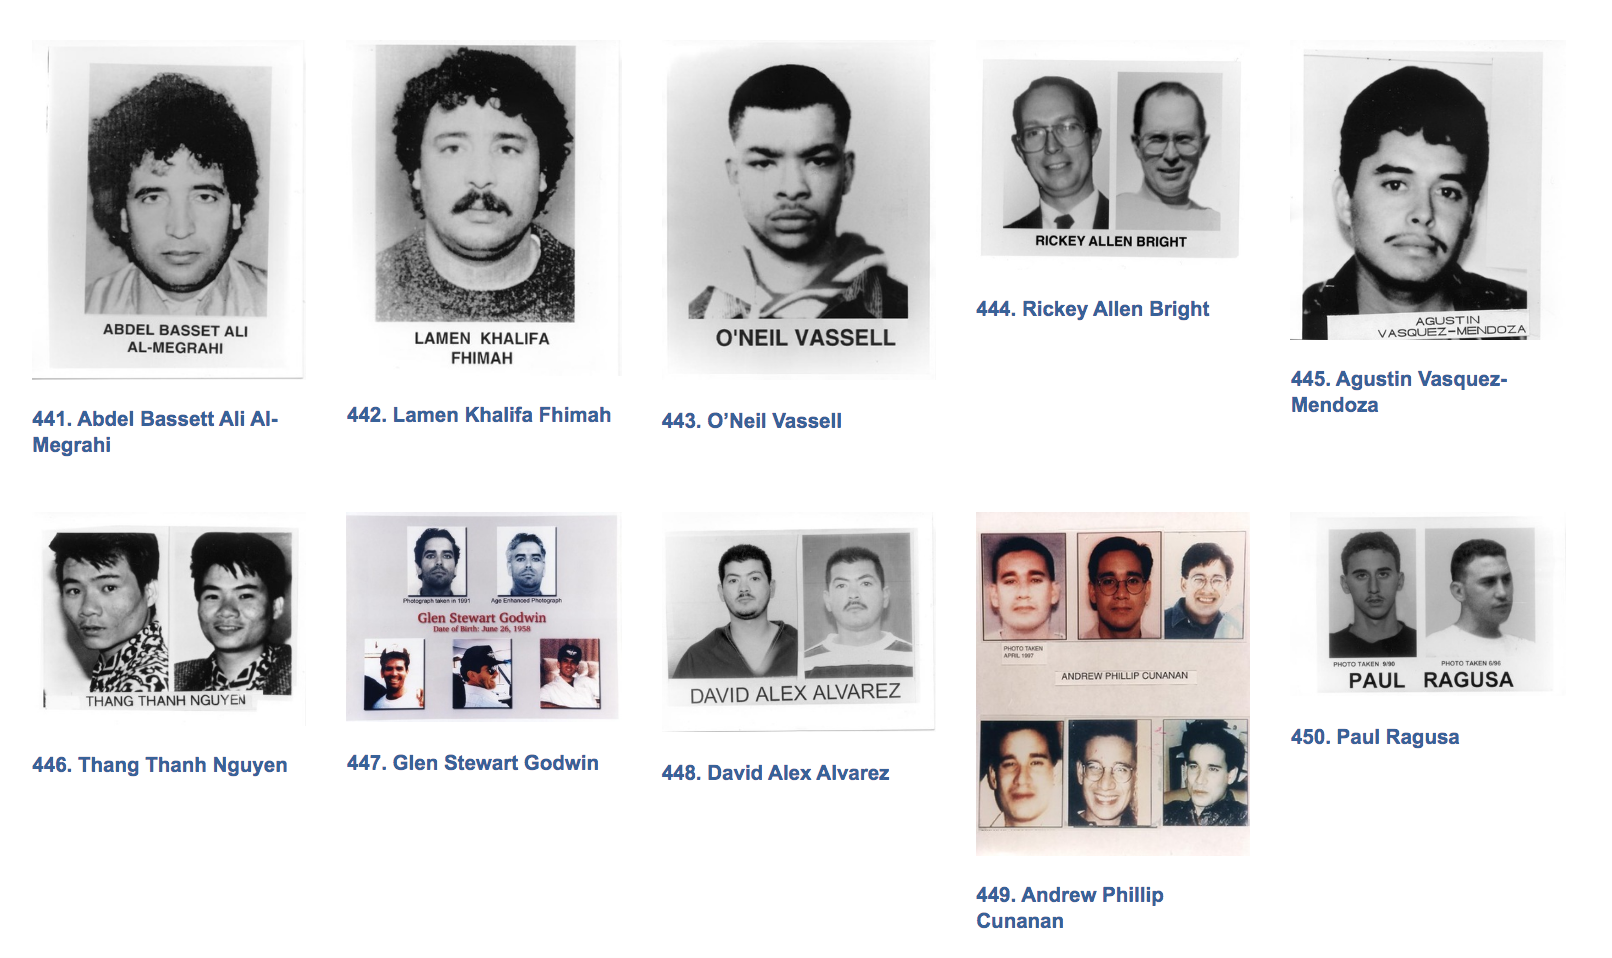 ABDEL BASSET ALI
AL-MEGRAHI
441. Abdel Bassett Ali Al-
Megrahi
LAMEN KHALIFA
FHIMAH
442. Lamen Khalifa Fhimah
O'NEIL VASSELL
443. O’Neil Vassell
RICKEY ALLEN BRIGHT
444. Rickey Allen Bright
AGUSTIN
VASQUEZ-MENDOZA
445. Agustin Vasquez-
Mendoza
THANG THANH NGUYEN
446. Thang Thanh Nguyen
Photograph taken in 1991
Age Enhanced Photograph
Glen Stewart Godwin
Date of Birth: June 26, 1958
447. Glen Stewart Godwin
DAVID ALEX ALVAREZ
448. David Alex Alvarez
PHOTO TAKEN
APRIL 1997
ANDREW PHILLIP CUNANAN
449. Andrew Phillip
Cunanan
PHOTO TAKEN 9/90
PHOTO TAKEN 6/96
PAUL RAGUSA
450. Paul Ragusa